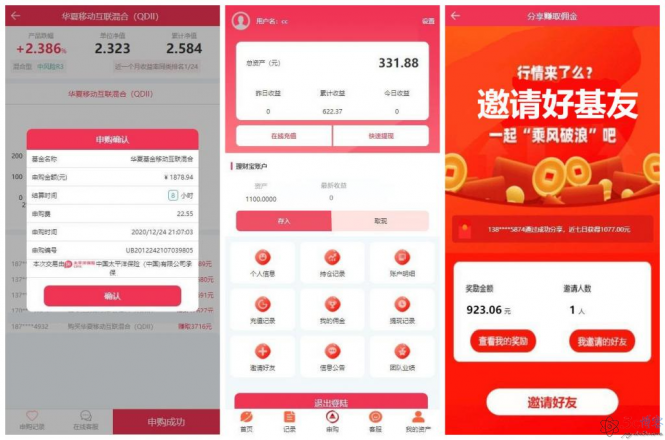 华夏移动互联混合（QDII）
产品涨幅
单位净值
累计净值
+2.386%
2.323
2.584
混合型
中风险R3
近一个月收益率同类排名1/24
华夏移动互联混合（QDII）
200
100
0
申购确认
基金名称
华夏基金移动互联混合
申购金额(元)
¥ 1878.94
结算时间
8 小时
申购费
22.55
申购时间
2020/12/24 21:07:03
申购编号
UB2012242107039805
本次交易由 中国太平洋保险（中国)有限公司承保
确认
187****4932 购买华夏移动互联混合（QDII） 赚取3716元
申购记录
在线客服
申购成功
用户名：cc
设置
总资产（元）
331.88
昨日收益
累计收益
今日收益
0
622.37
0
在线充值
快速提现
理财宝账户
资产
最新收益
1100.0000
0
存入
取现
个人信息
持仓记录
账户明细
充值记录
我的佣金
提现记录
邀请好友
信息公告
团队业绩
退出登陆
首页
记录
申购
客服
我的资产
分享赚取佣金
行情来了么？
邀请好基友
一起“乘风破浪”吧
138****5874通过成功分享，近七日获得1077.00元
奖励金额
邀请人数
923.06 元
1 人
查看我的奖励
我邀请的好友
邀请好友